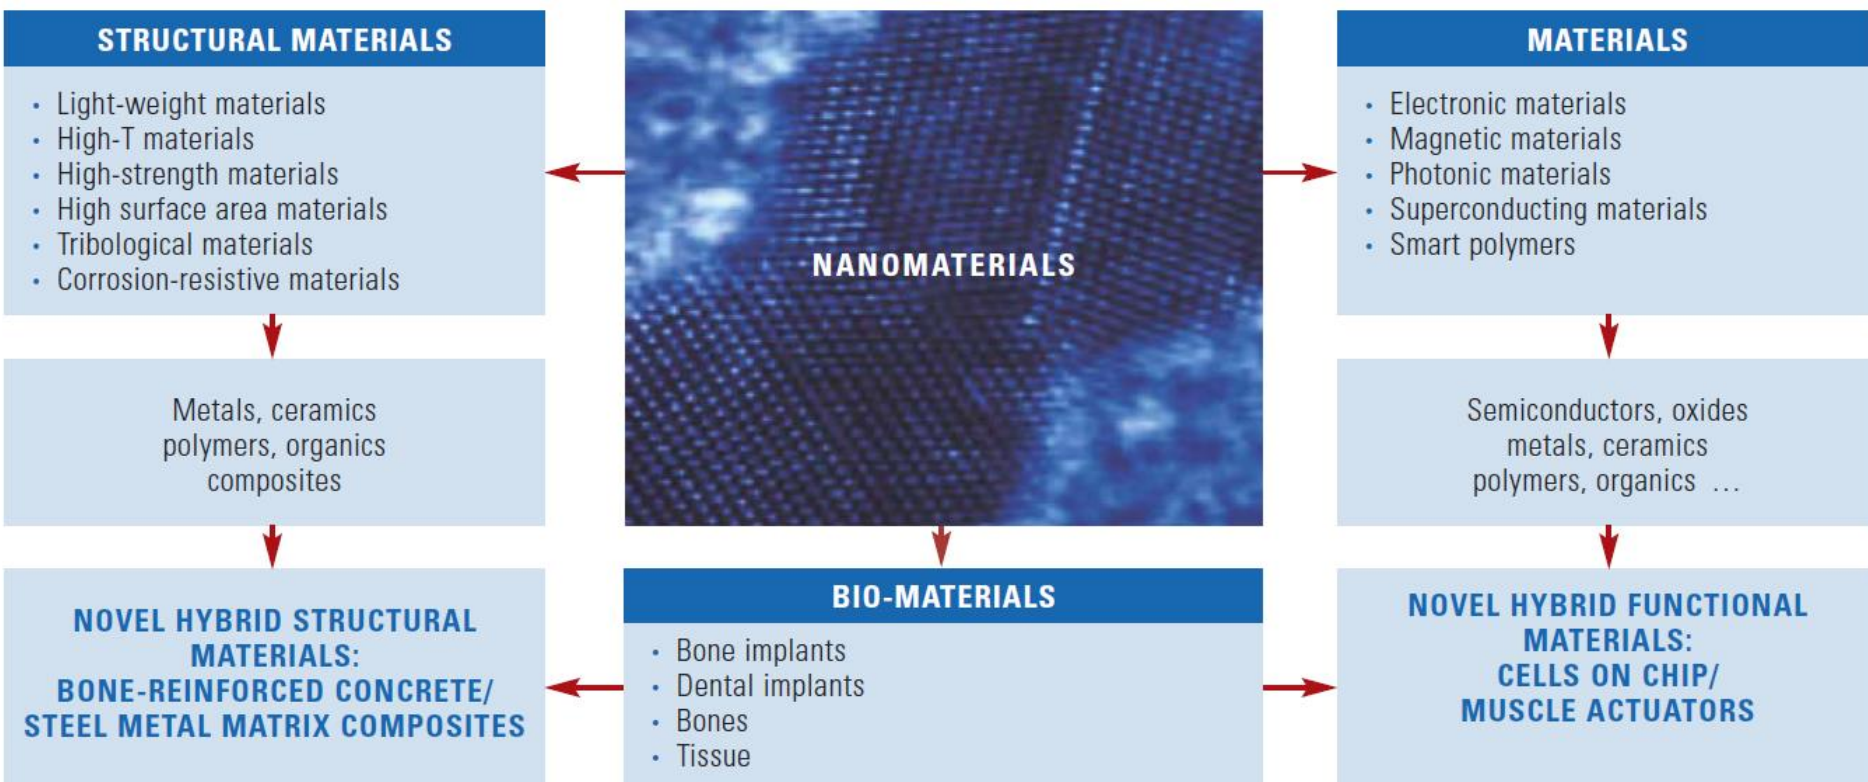 STRUCTURAL MATERIALS
• Light-weight materials
• High-T materials
• High-strength materials
• High surface area materials
• Tribological materials
• Corrosion-resistive materials
Metals, ceramics
polymers, organics
composites
NOVEL HYBRID STRUCTURAL
MATERIALS:
BONE-REINFORCED CONCRETE/
STEEL METAL MATRIX COMPOSITES
NANOMATERIALS
BIO-MATERIALS
• Bone implants
• Dental implants
• Bones
• Tissue
MATERIALS
• Electronic materials
• Magnetic materials
• Photonic materials
• Superconducting materials
• Smart polymers
Semiconductors, oxides
metals, ceramics
polymers, organics ...
NOVEL HYBRID FUNCTIONAL
MATERIALS:
CELLS ON CHIP/
MUSCLE ACTUATORS